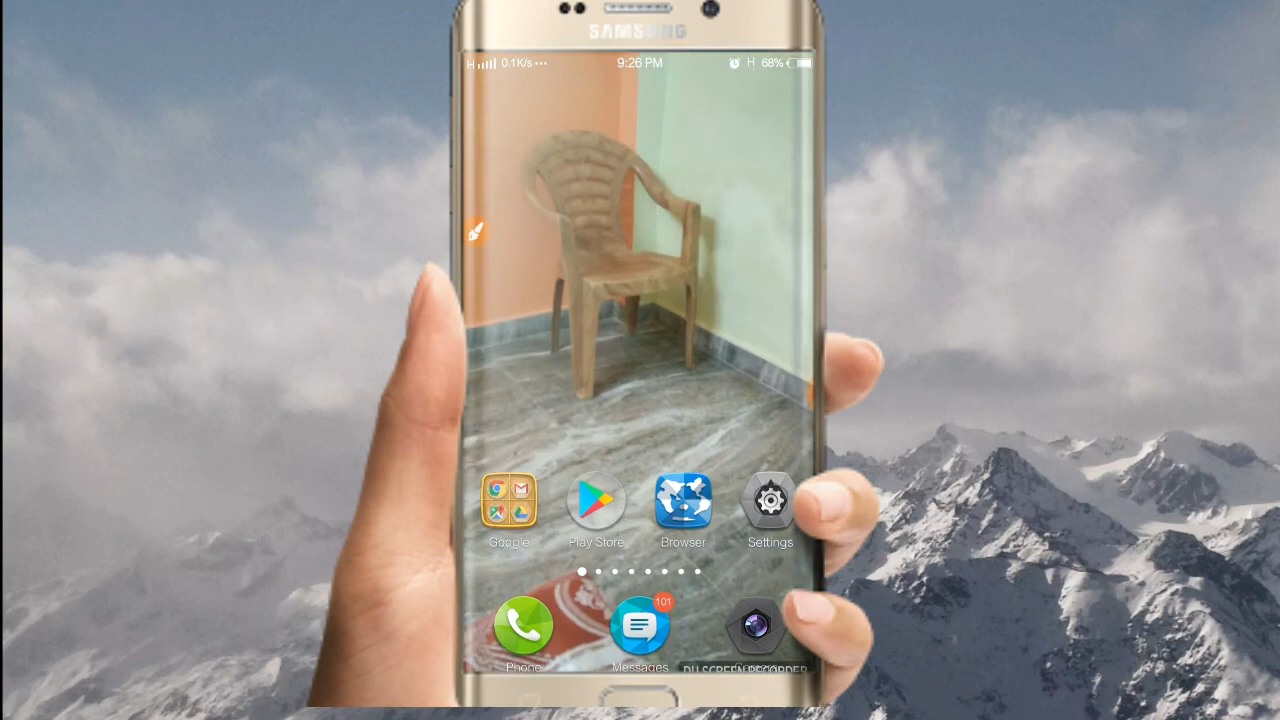 SAMSUNG
H 0.1K/s ··· 9:26 PM H 68%
Google Play Store Browser Settings
101
Phone Messages
DU SCREEN RECORDER